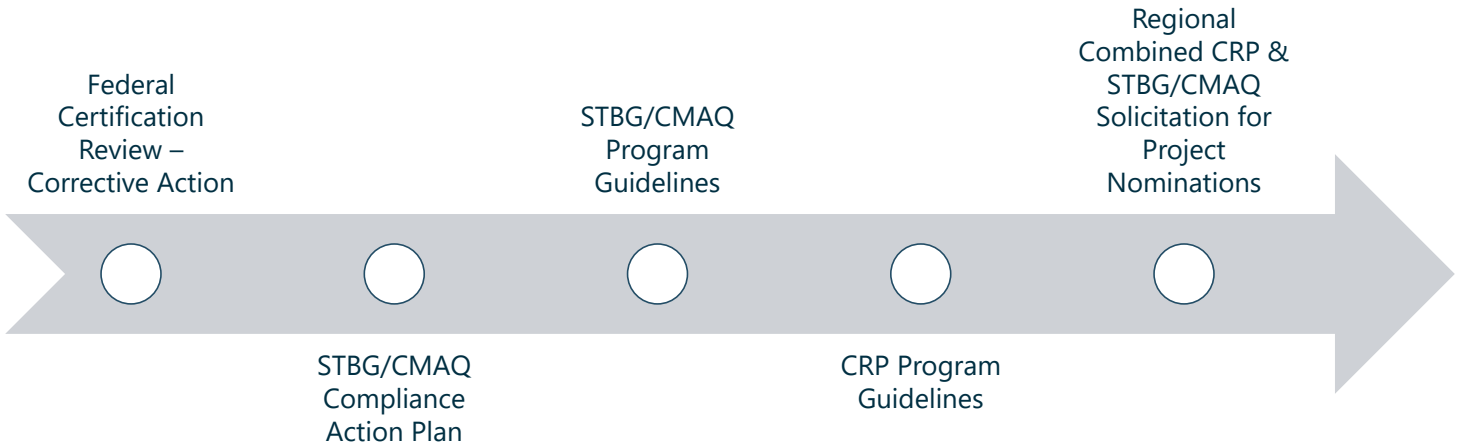 Federal
Certification
Review –
Corrective Action
STBG/CMAQ
Compliance
Action Plan
STBG/CMAQ
Program
Guidelines
CRP Program
Guidelines
Regional
Combined CRP &
STBG/CMAQ
Solicitation for
Project
Nominations